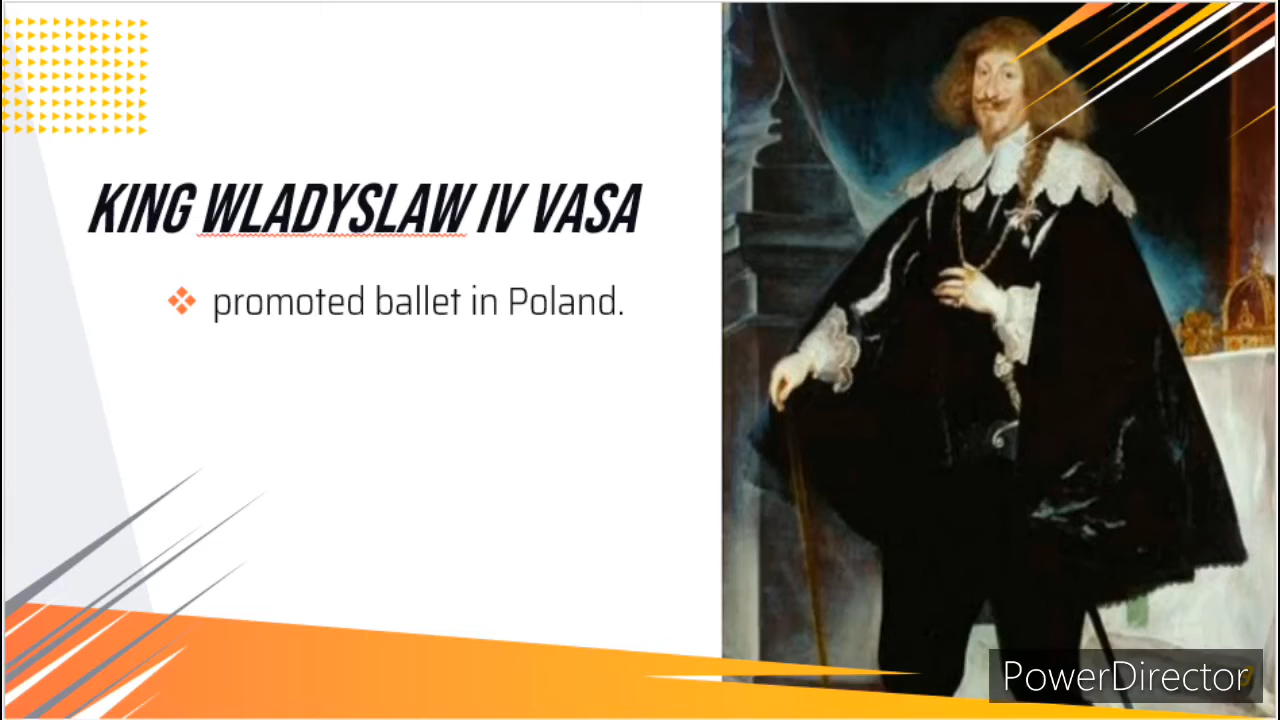 KING WLADYSLAW IV VASA
promoted ballet in Poland.
PowerDirector